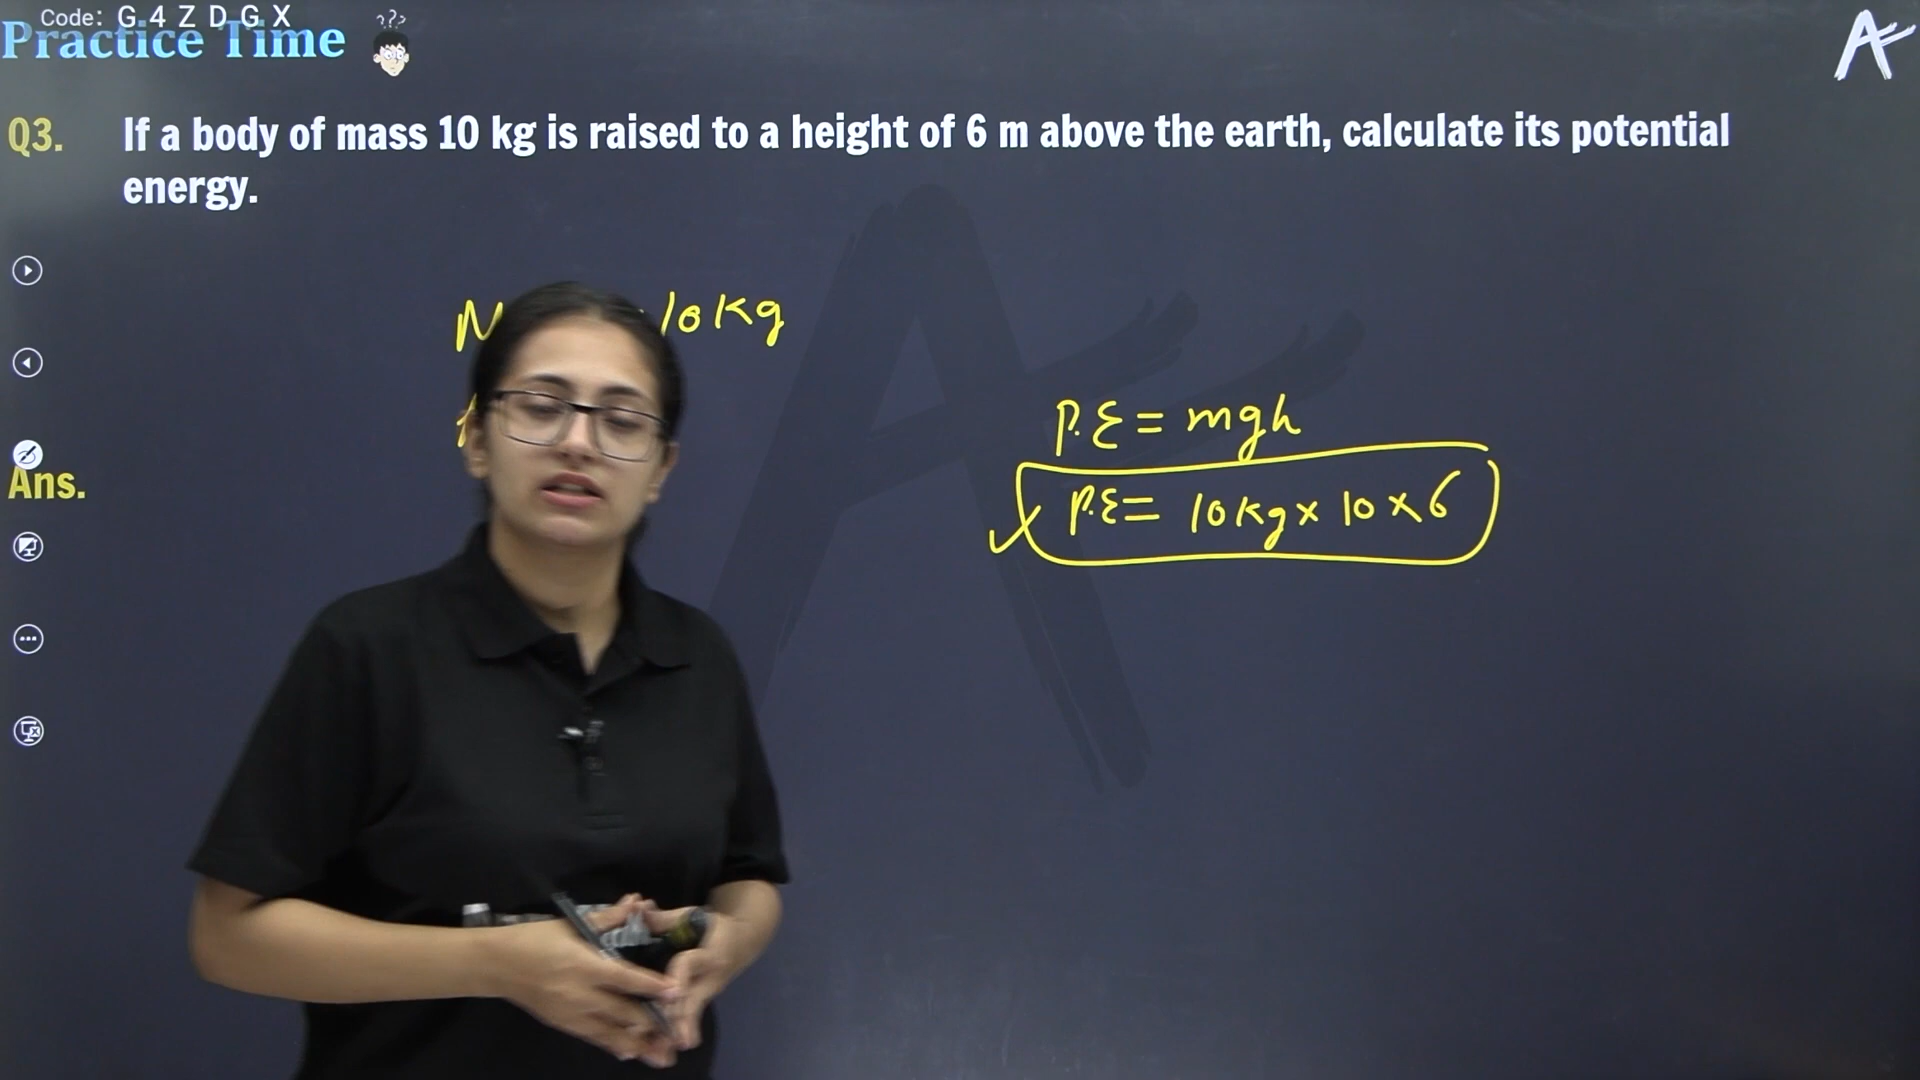 Code: G 4 Z D G X
Practice Time
???
A+
Q3. If a body of mass 10 kg is raised to a height of 6 m above the earth, calculate its potential
energy.
10kg
P.E = mgh
P.E = 10kg x 10 x 6
Ans.